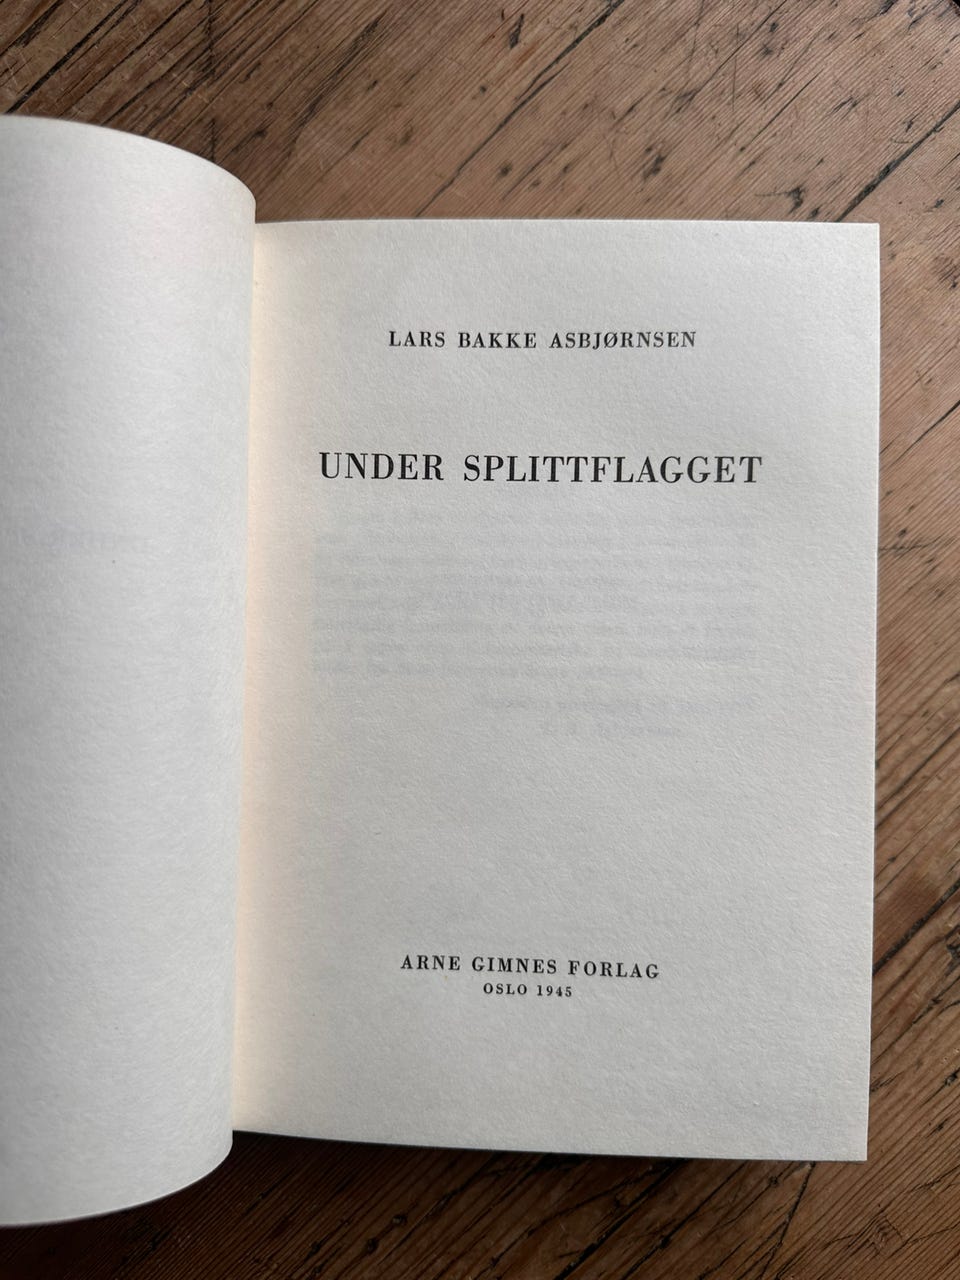 LARS BAKKE ASBJØRNSEN
UNDER SPLITTFLAGGET
ARNE GIMNES FORLAG
OSLO 1945